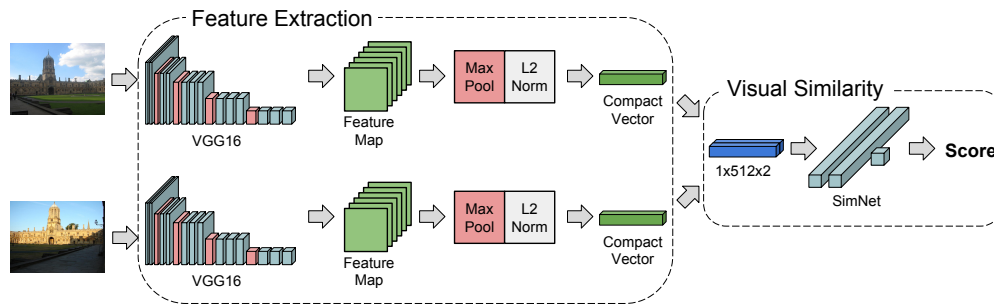 Feature Extraction
VGG16
Feature
Map
Max
Pool
L2
Norm
Compact
Vector
VGG16
Feature
Map
Max
Pool
L2
Norm
Compact
Vector
Visual Similarity
1x512x2
SimNet
Score